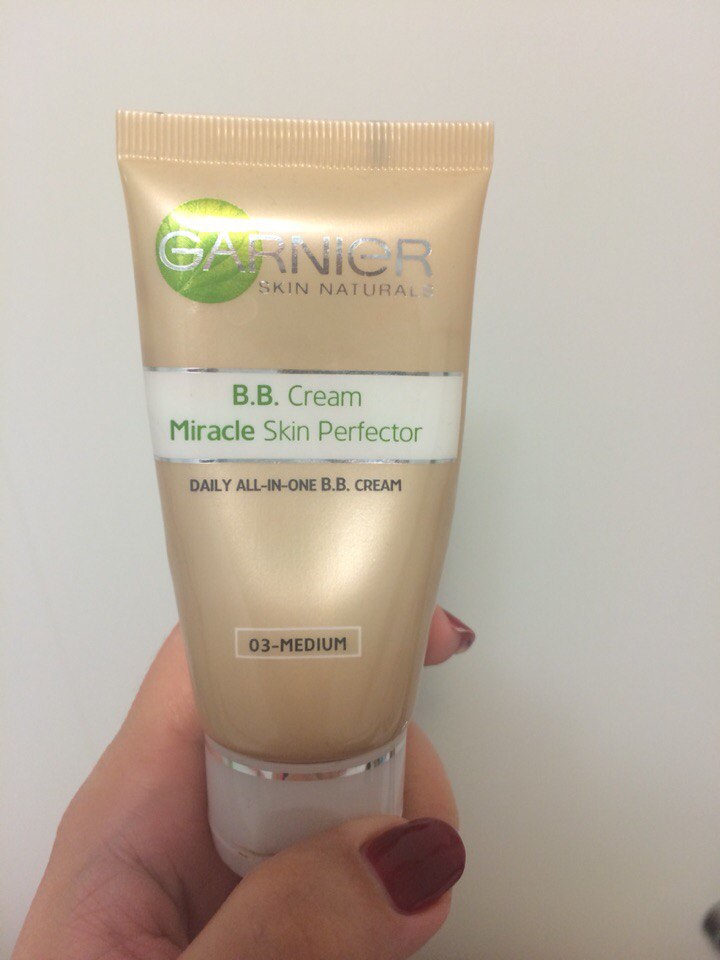 GARNIER
SKIN NATURALS
B.B. Cream
Miracle Skin Perfector
DAILY ALL-IN-ONE B.B. CREAM
03-MEDIUM